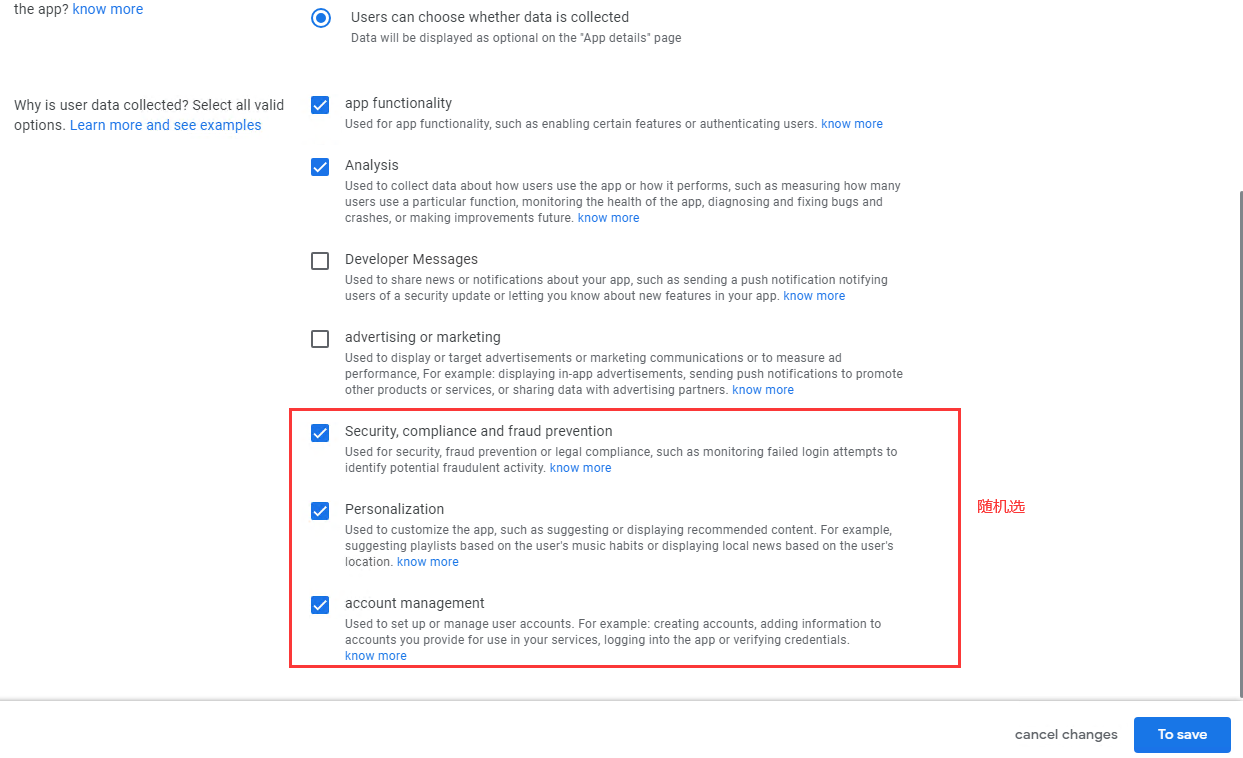 the app? know more
Users can choose whether data is collected
Data will be displayed as optional on the "App details" page
Why is user data collected? Select all valid
options. Learn more and see examples
app functionality
Used for app functionality, such as enabling certain features or authenticating users. know more
Analysis
Used to collect data about how users use the app or how it performs, such as measuring how many
users use a particular function, monitoring the health of the app, diagnosing and fixing bugs and
crashes, or making improvements future. know more
Developer Messages
Used to share news or notifications about your app, such as sending a push notification notifying
users of a security update or letting you know about new features in your app. know more
advertising or marketing
Used to display or target advertisements or marketing communications or to measure ad
performance, For example: displaying in-app advertisements, sending push notifications to promote
other products or services, or sharing data with advertising partners. know more
Security, compliance and fraud prevention
Used for security, fraud prevention or legal compliance, such as monitoring failed login attempts to
identify potential fraudulent activity. know more
Personalization
Used to customize the app, such as suggesting or displaying recommended content. For example,
suggesting playlists based on the user's music habits or displaying local news based on the user's
location. know more
随机选
account management
Used to set up or manage user accounts. For example: creating accounts, adding information to
accounts you provide for use in your services, logging into the app or verifying credentials.
know more
cancel changes
To save